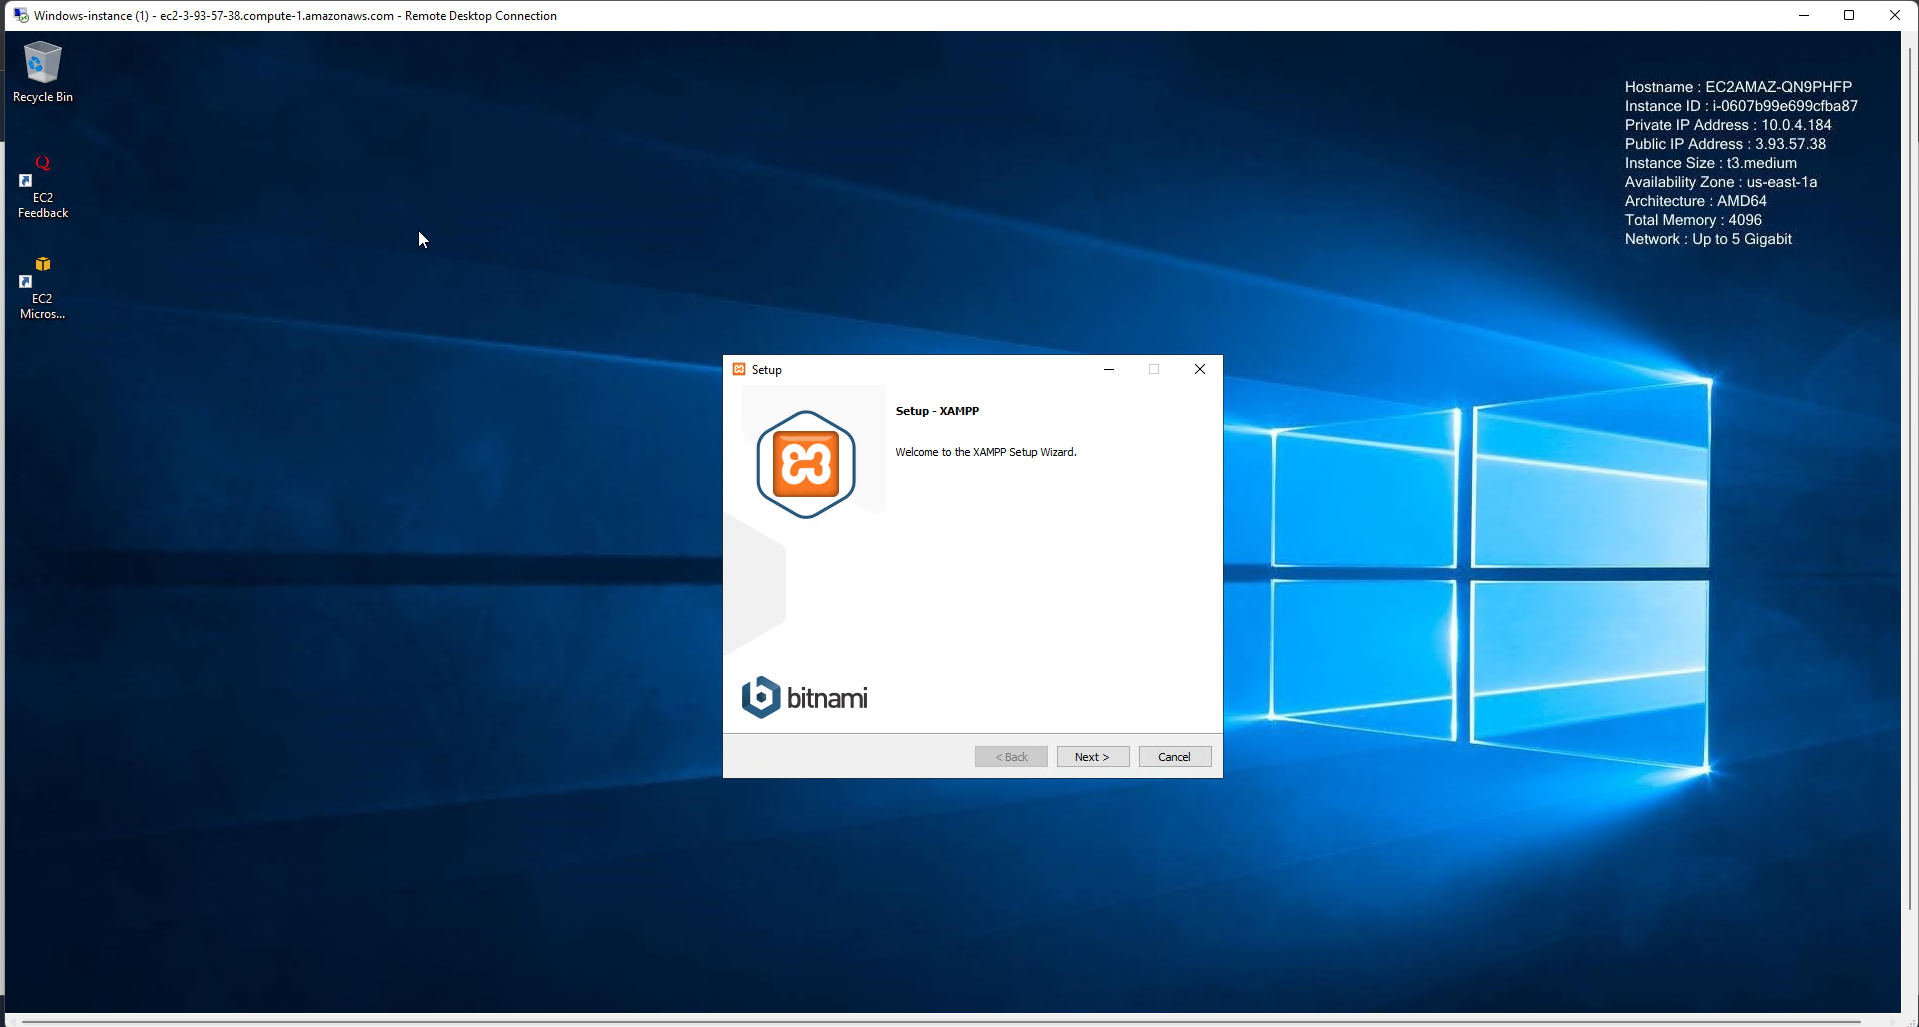 Windows-instance (1) - ec2-3-93-57-38.compute-1.amazonaws.com - Remote Desktop Connection
Recycle Bin
EC2
Feedback
EC2
Micros...
Hostname : EC2AMAZ-QN9PHFP
Instance ID : i-0607b99e699cfba87
Private IP Address : 10.0.4.184
Public IP Address : 3.93.57.38
Instance Size : t3.medium
Availability Zone : us-east-1a
Architecture : AMD64
Total Memory : 4096
Network : Up to 5 Gigabit
Setup
Setup - XAMPP
Welcome to the XAMPP Setup Wizard.
bitnami
< Back
Next >
Cancel